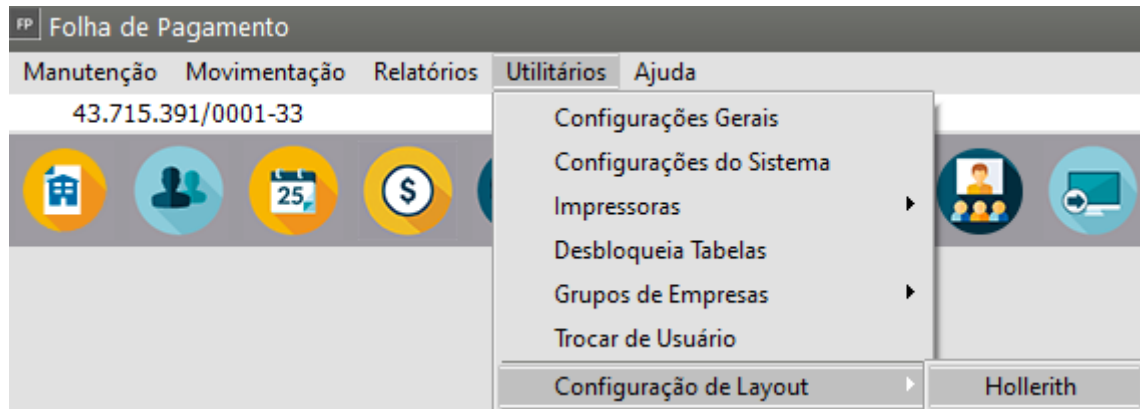 FP Folha de Pagamento
Manutenção Movimentação Relatórios Utilitários Ajuda
43.715.391/0001-33
Configurações Gerais
25
$
Configurações do Sistema
Impressoras
Desbloqueia Tabelas
Grupos de Empresas
Trocar de Usuário
Configuração de Layout Hollerith